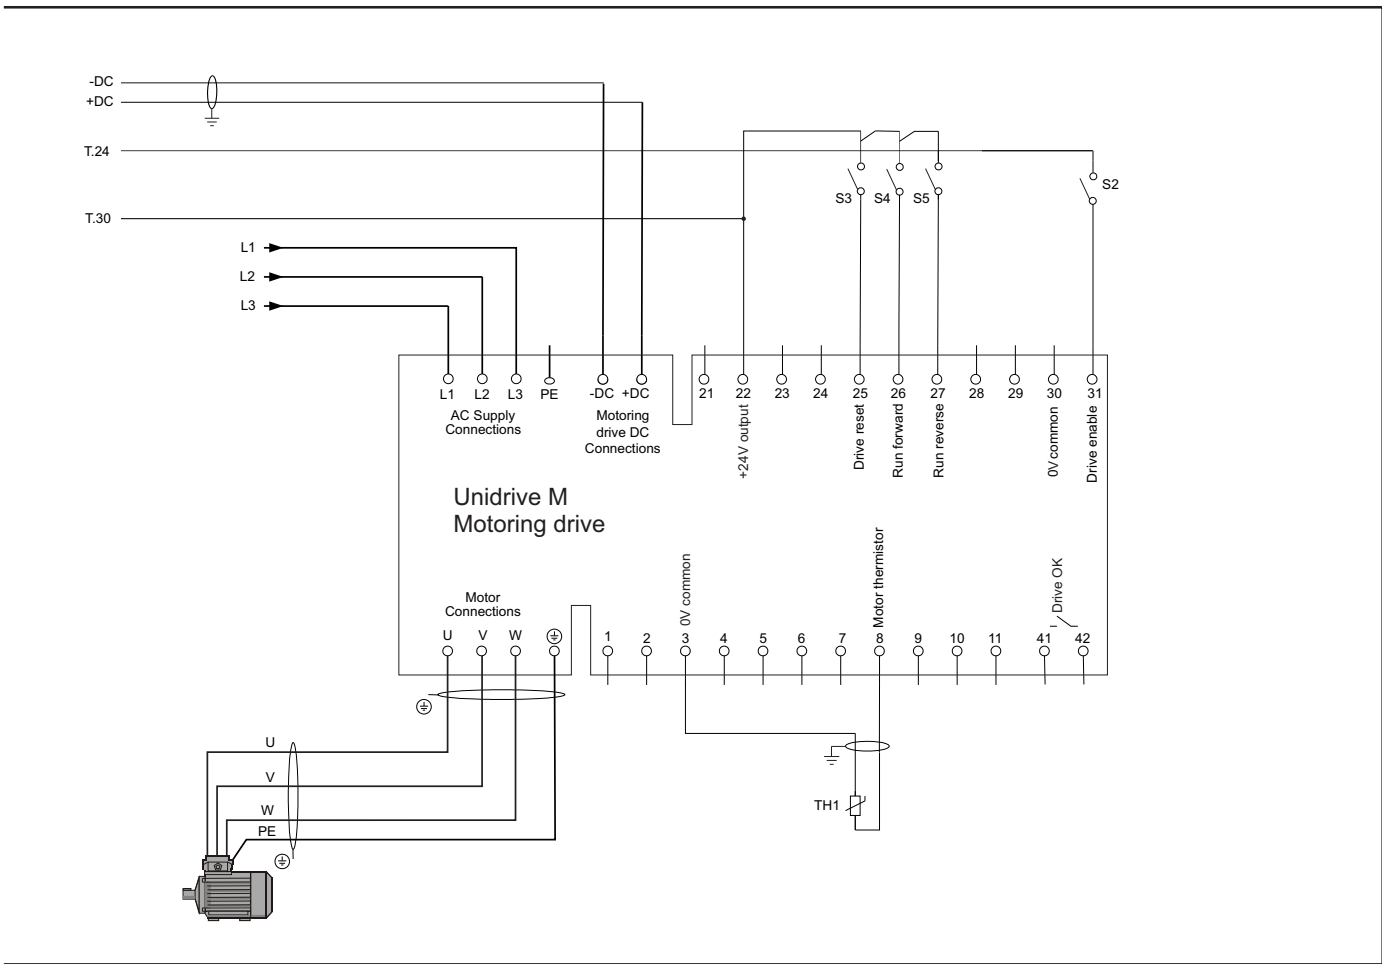 -DC
+DC
T.24
T.30
L1
L2
L3
S3
S4
S5
S2
L1 L2 L3 PE -DC +DC
21 22 23 24 25 26 27 28 29 30 31
AC Supply
Connections
Motoring
drive DC
Connections
+24V output
Drive reset
Run forward
Run reverse
0V common
Drive enable
Unidrive M
Motoring drive
Motor
Connections
U V W
0V common
Motor thermistor
Drive OK
1 2 3 4 5 6 7 8 9 10 11 41 42
U
V
W
PE
TH1